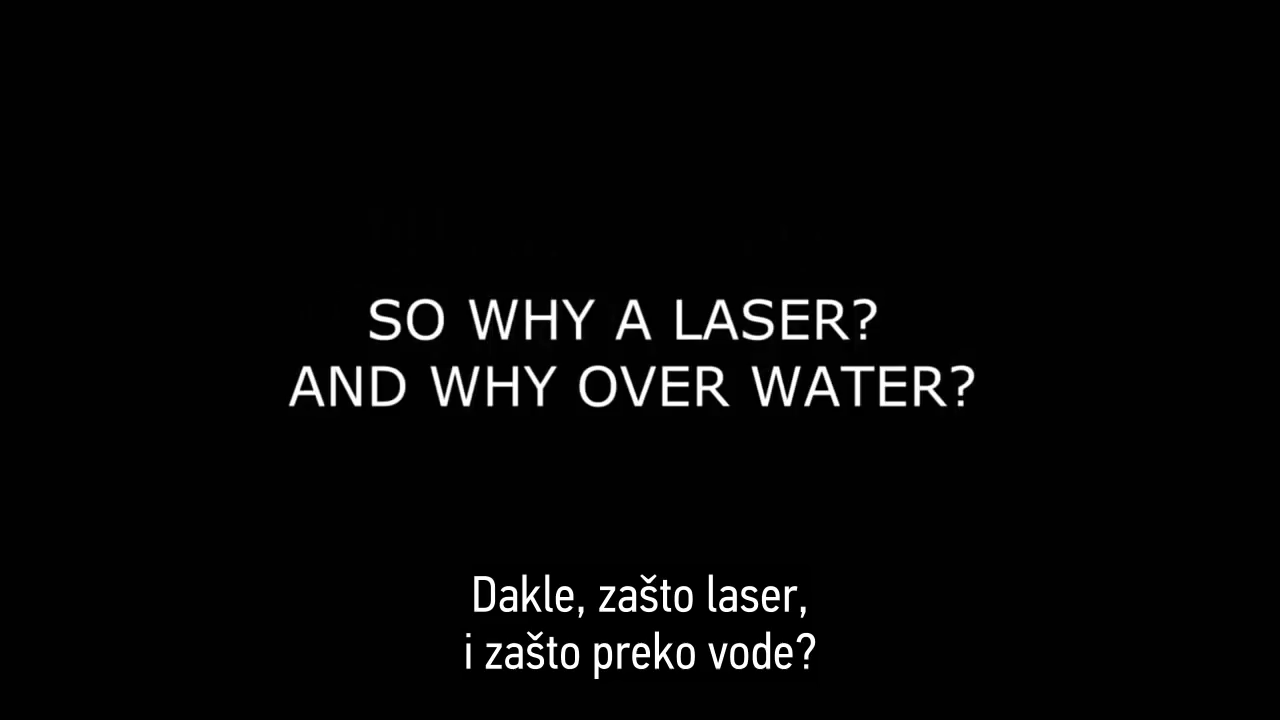 SO WHY A LASER?
AND WHY OVER WATER?
Dakle, zašto laser,
i zašto preko vode?